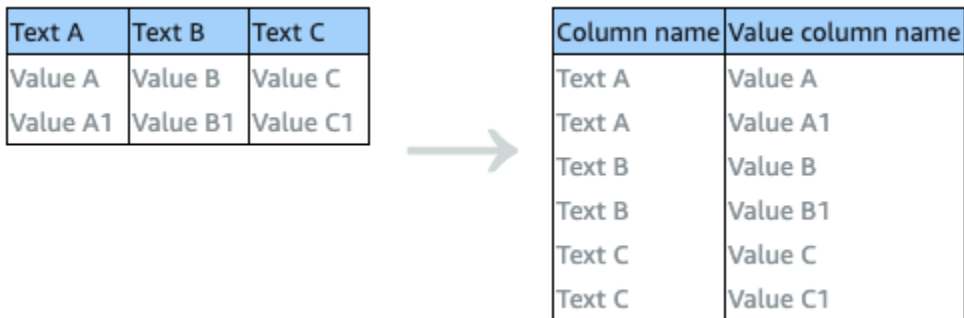 Text A Text B Text C
Value A Value B Value C
Value A1 Value B1 Value C1
Column name Value column name
Text A Value A
Text A Value A1
Text B Value B
Text B Value B1
Text C Value C
Text C Value C1